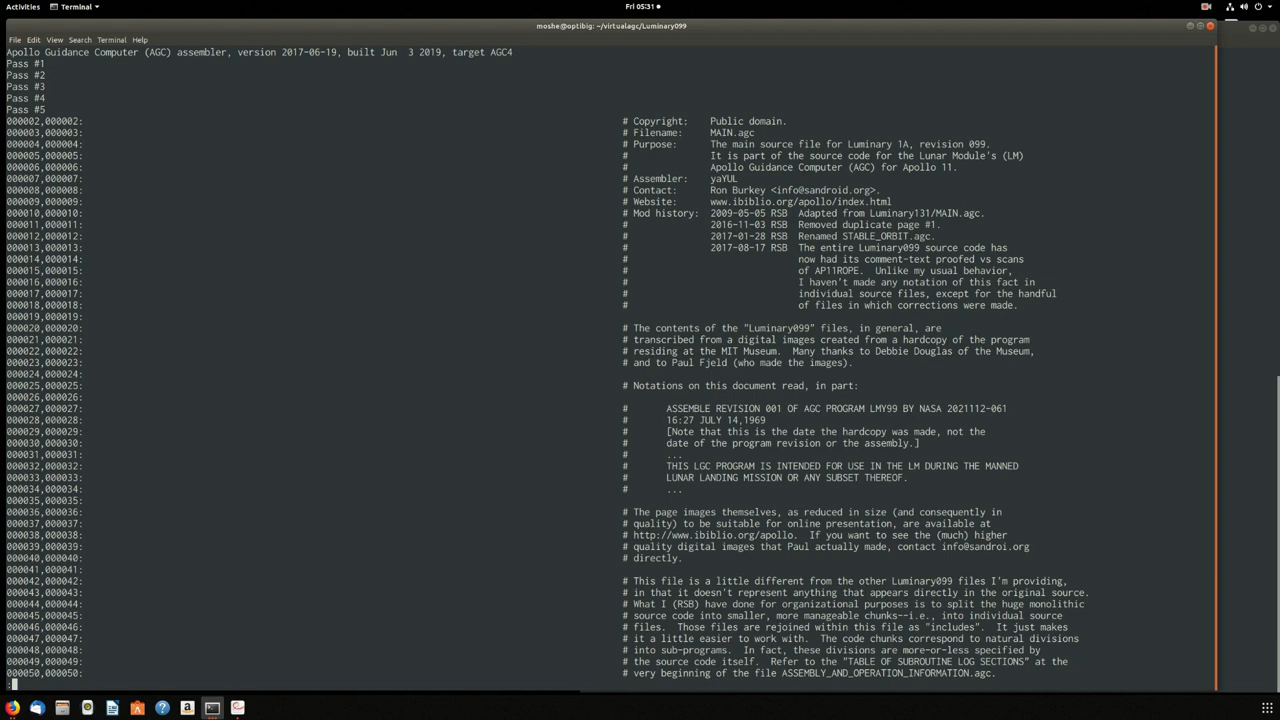 Activities Terminal Fri 05:31
moshe@optibig: ~/virtualagc/Luminary099
File Edit View Search Terminal Help
Apollo Guidance Computer (AGC) assembler, version 2017-06-19, built Jun  3 2019, target AGC4
Pass #1
Pass #2
Pass #3
Pass #4
Pass #5
000002,000002: # Copyright: Public domain.
000003,000003: # Filename: MAIN.agc
000004,000004: # Purpose: The main source file for Luminary 1A, revision 099.
000005,000005: # It is part of the source code for the Lunar Module's (LM)
000006,000006: # Apollo Guidance Computer (AGC) for Apollo 11.
000007,000007: # Assembler: yaYUL
000008,000008: # Contact: Ron Burkey <info@sandroid.org>.
000009,000009: # Website: www.ibiblio.org/apollo/index.html
000010,000010: # Mod history: 2009-05-05 RSB Adapted from Luminary131/MAIN.agc.
000011,000011: # 2016-11-03 RSB Removed duplicate page #1.
000012,000012: # 2017-01-28 RSB Renamed STABLE_ORBIT.agc.
000013,000013: # 2017-08-17 RSB The entire Luminary099 source code has
000014,000014: # now had its comment-text proofed vs scans
000015,000015: # of AP11ROPE.  Unlike my usual behavior,
000016,000016: # I haven't made any notation of this fact in
000017,000017: # individual source files, except for the handful
000018,000018: # of files in which corrections were made.
000019,000019:
000020,000020: # The contents of the "Luminary099" files, in general, are
000021,000021: # transcribed from a digital images created from a hardcopy of the program
000022,000022: # residing at the MIT Museum.  Many thanks to Debbie Douglas of the Museum,
000023,000023: # and to Paul Fjeld (who made the images).
000024,000024:
000025,000025: # Notations on this document read, in part:
000026,000026:
000027,000027: # ASSEMBLE REVISION 001 OF AGC PROGRAM LMY99 BY NASA 2021112-061
000028,000028: # 16:27 JULY 14,1969
000029,000029: # [Note that this is the date the hardcopy was made, not the
000030,000030: # date of the program revision or the assembly.]
000031,000031: # ...
000032,000032: # THIS LGC PROGRAM IS INTENDED FOR USE IN THE LM DURING THE MANNED
000033,000033: # LUNAR LANDING MISSION OR ANY SUBSET THEREOF.
000034,000034: # ...
000035,000035:
000036,000036: # The page images themselves, as reduced in size (and consequently in
000037,000037: # quality) to be suitable for online presentation, are available at
000038,000038: # http://www.ibiblio.org/apollo.  If you want to see the (much) higher
000039,000039: # quality digital images that Paul actually made, contact info@sandroi.org
000040,000040: # directly.
000041,000041:
000042,000042: # This file is a little different from the other Luminary099 files I'm providing,
000043,000043: # in that it doesn't represent anything that appears directly in the original source.
000044,000044: # What I (RSB) have done for organizational purposes is to split the huge monolithic
000045,000045: # source code into smaller, more manageable chunks--i.e., into individual source
000046,000046: # files.  Those files are rejoined within this file as "includes".  It just makes
000047,000047: # it a little easier to work with.  The code chunks correspond to natural divisions
000048,000048: # into sub-programs.  In fact, these divisions are more-or-less specified by
000049,000049: # the source code itself.  Refer to the "TABLE OF SUBROUTINE LOG SECTIONS" at the
000050,000050: # very beginning of the file ASSEMBLY_AND_OPERATION_INFORMATION.agc.
: